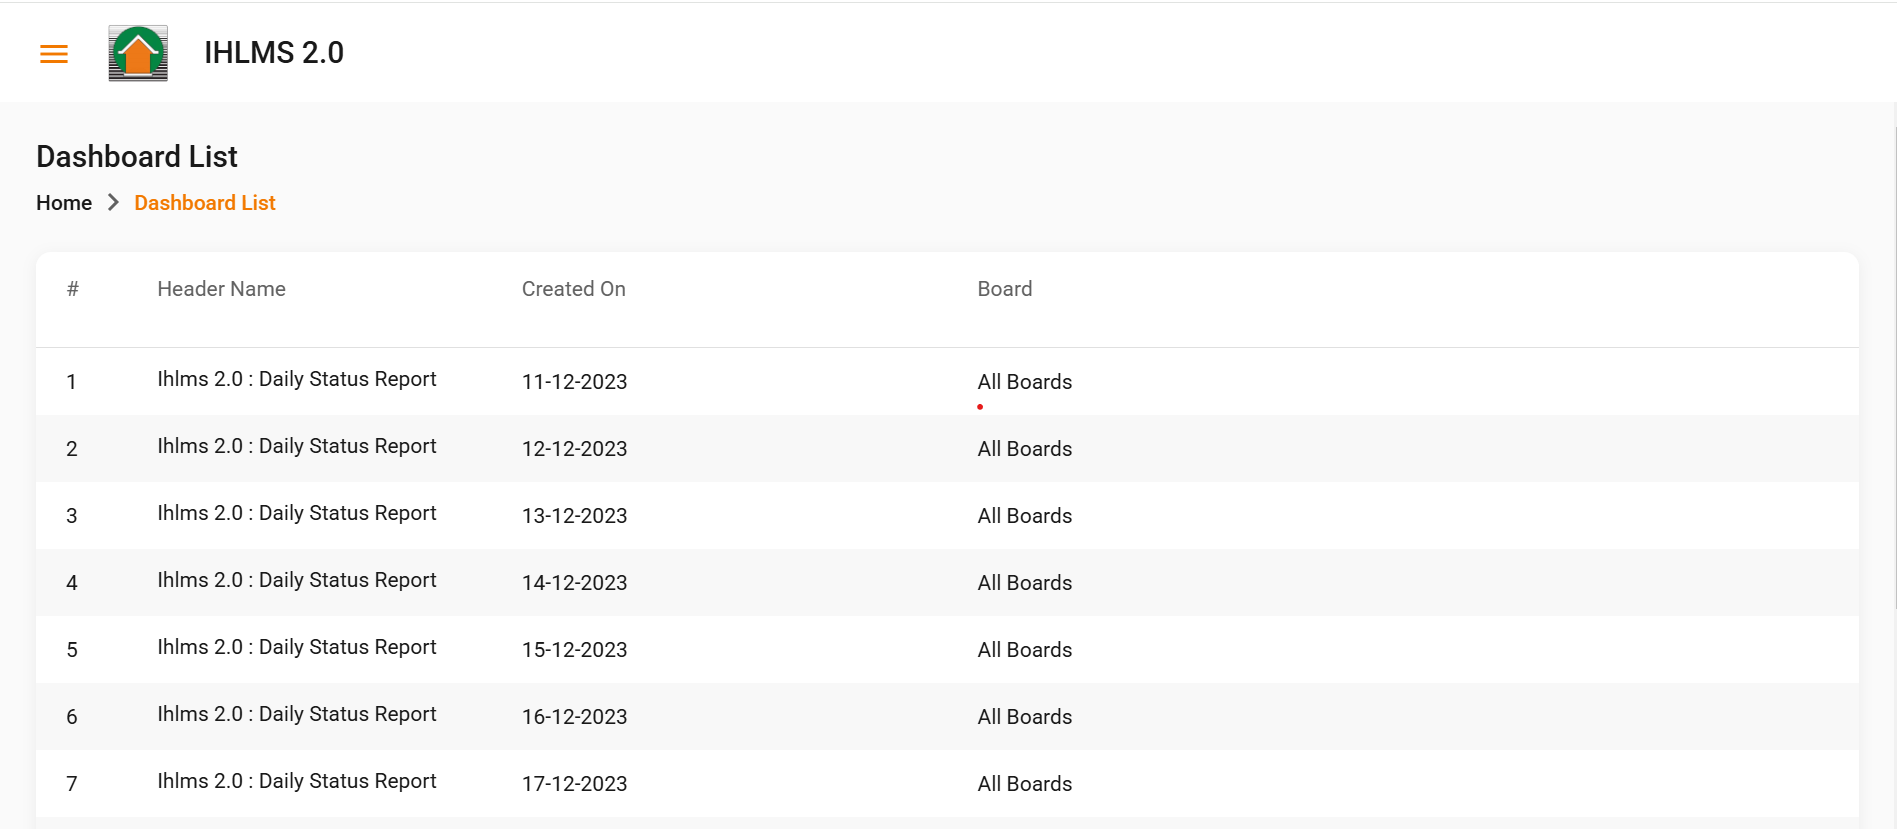 IHLMS 2.0
Dashboard List
Home > Dashboard List
# Header Name Created On Board
1 Ihlms 2.0 : Daily Status Report 11-12-2023 All Boards
2 Ihlms 2.0 : Daily Status Report 12-12-2023 All Boards
3 Ihlms 2.0 : Daily Status Report 13-12-2023 All Boards
4 Ihlms 2.0 : Daily Status Report 14-12-2023 All Boards
5 Ihlms 2.0 : Daily Status Report 15-12-2023 All Boards
6 Ihlms 2.0 : Daily Status Report 16-12-2023 All Boards
7 Ihlms 2.0 : Daily Status Report 17-12-2023 All Boards